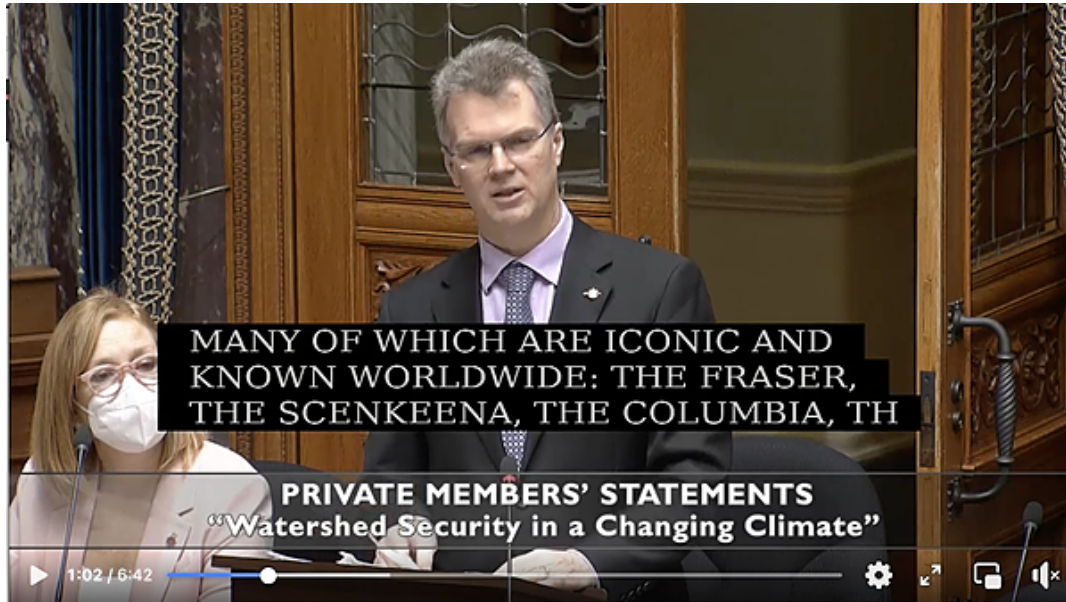 MANY OF WHICH ARE ICONIC AND
KNOWN WORLDWIDE: THE FRASER,
THE SCENKEENA, THE COLUMBIA, TH
PRIVATE MEMBERS’ STATEMENTS
“Watershed Security in a Changing Climate”
1:02 / 6:42